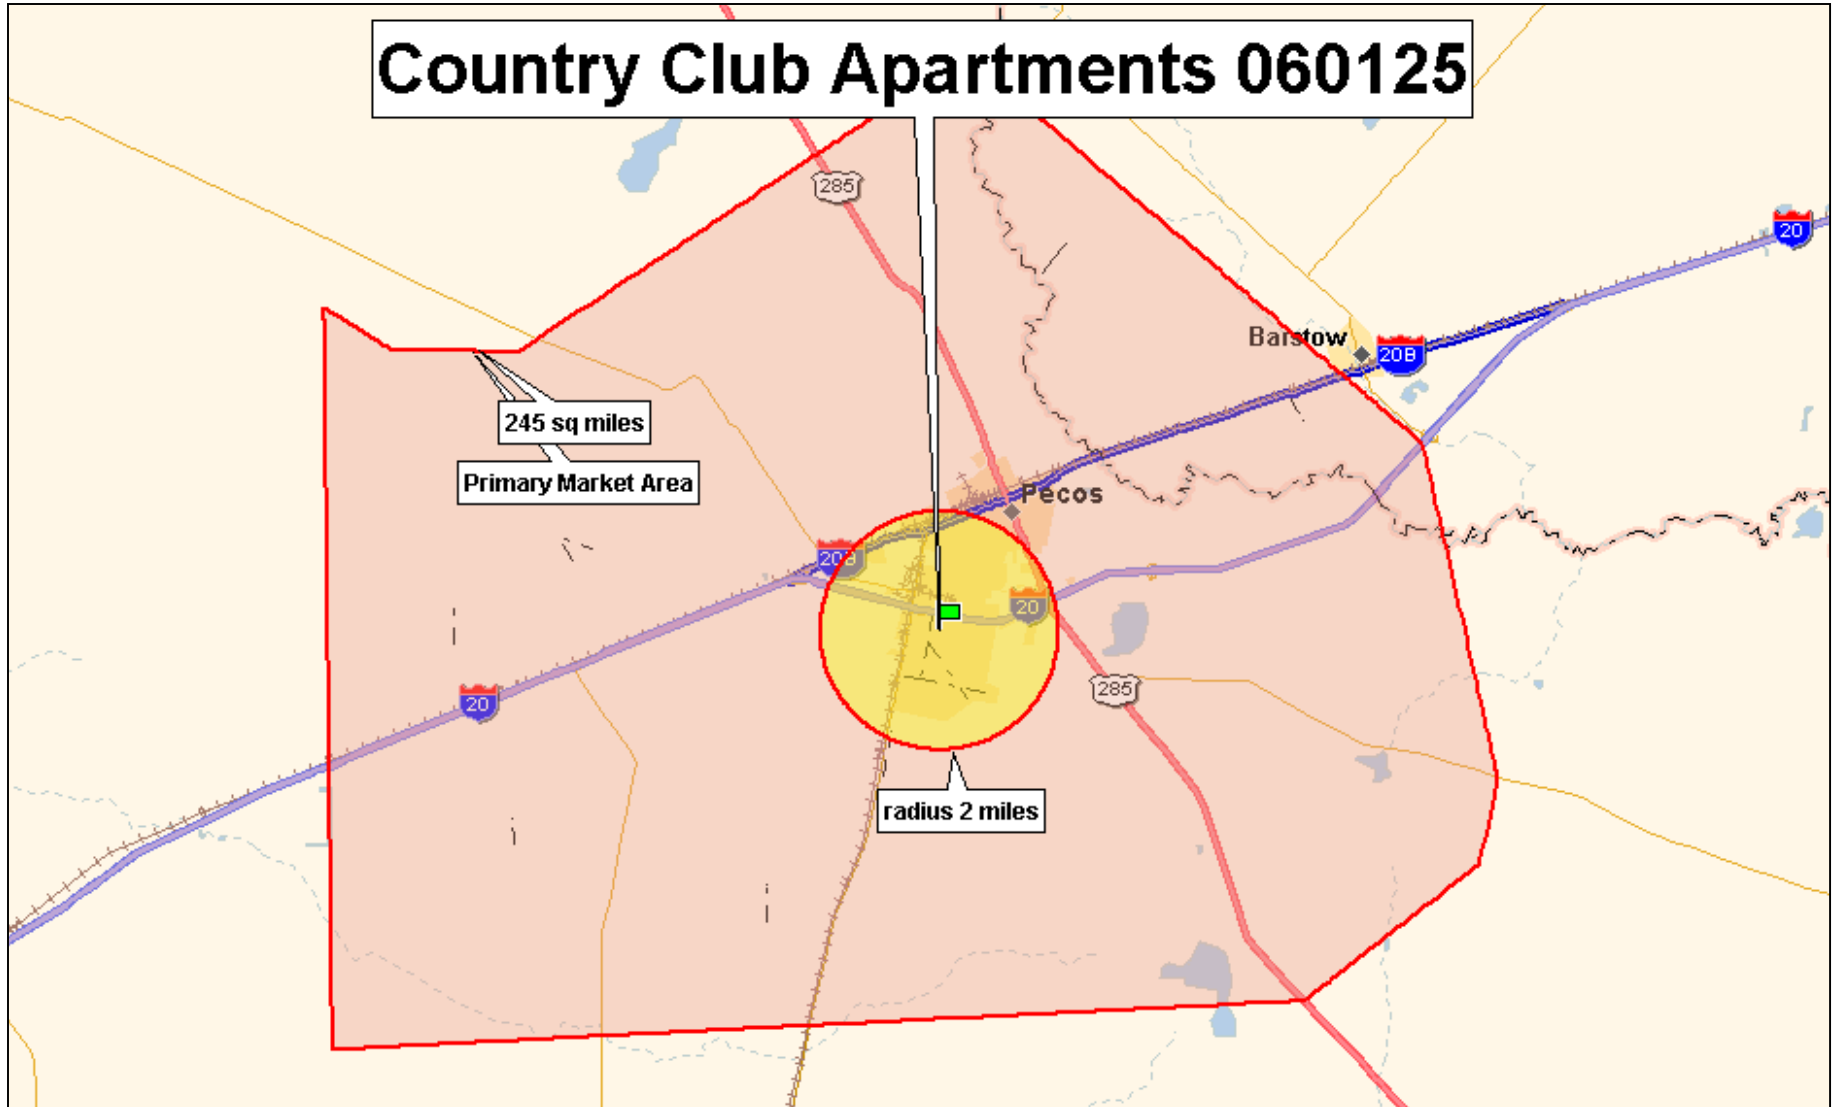 Country Club Apartments 060125
285
20
Barstow
20B
245 sq miles
Primary Market Area
Pecos
20B
20
20
285
radius 2 miles